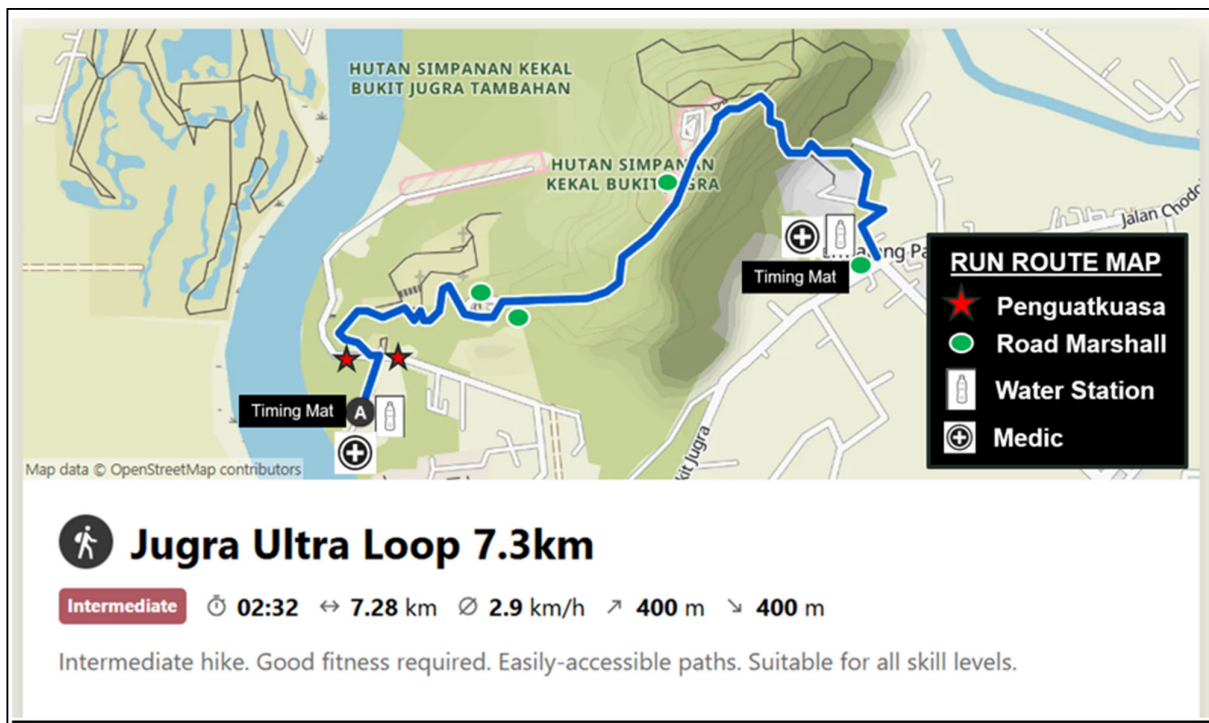 HUTAN SIMPANAN KEKAL
BUKIT JUGRA TAMBAHAN
HUTAN SIMPANAN
KEKAL BUKIT JUGRA
Jalan Chodo
Timing Mat
RUN ROUTE MAP
Penguatkuasa
Road Marshall
Water Station
Medic
Timing Mat
A
kit Jugra
Map data © OpenStreetMap contributors
Jugra Ultra Loop 7.3km
Intermediate 02:32 ↔ 7.28 km 2.9 km/h ↗ 400 m ↘ 400 m
Intermediate hike. Good fitness required. Easily-accessible paths. Suitable for all skill levels.